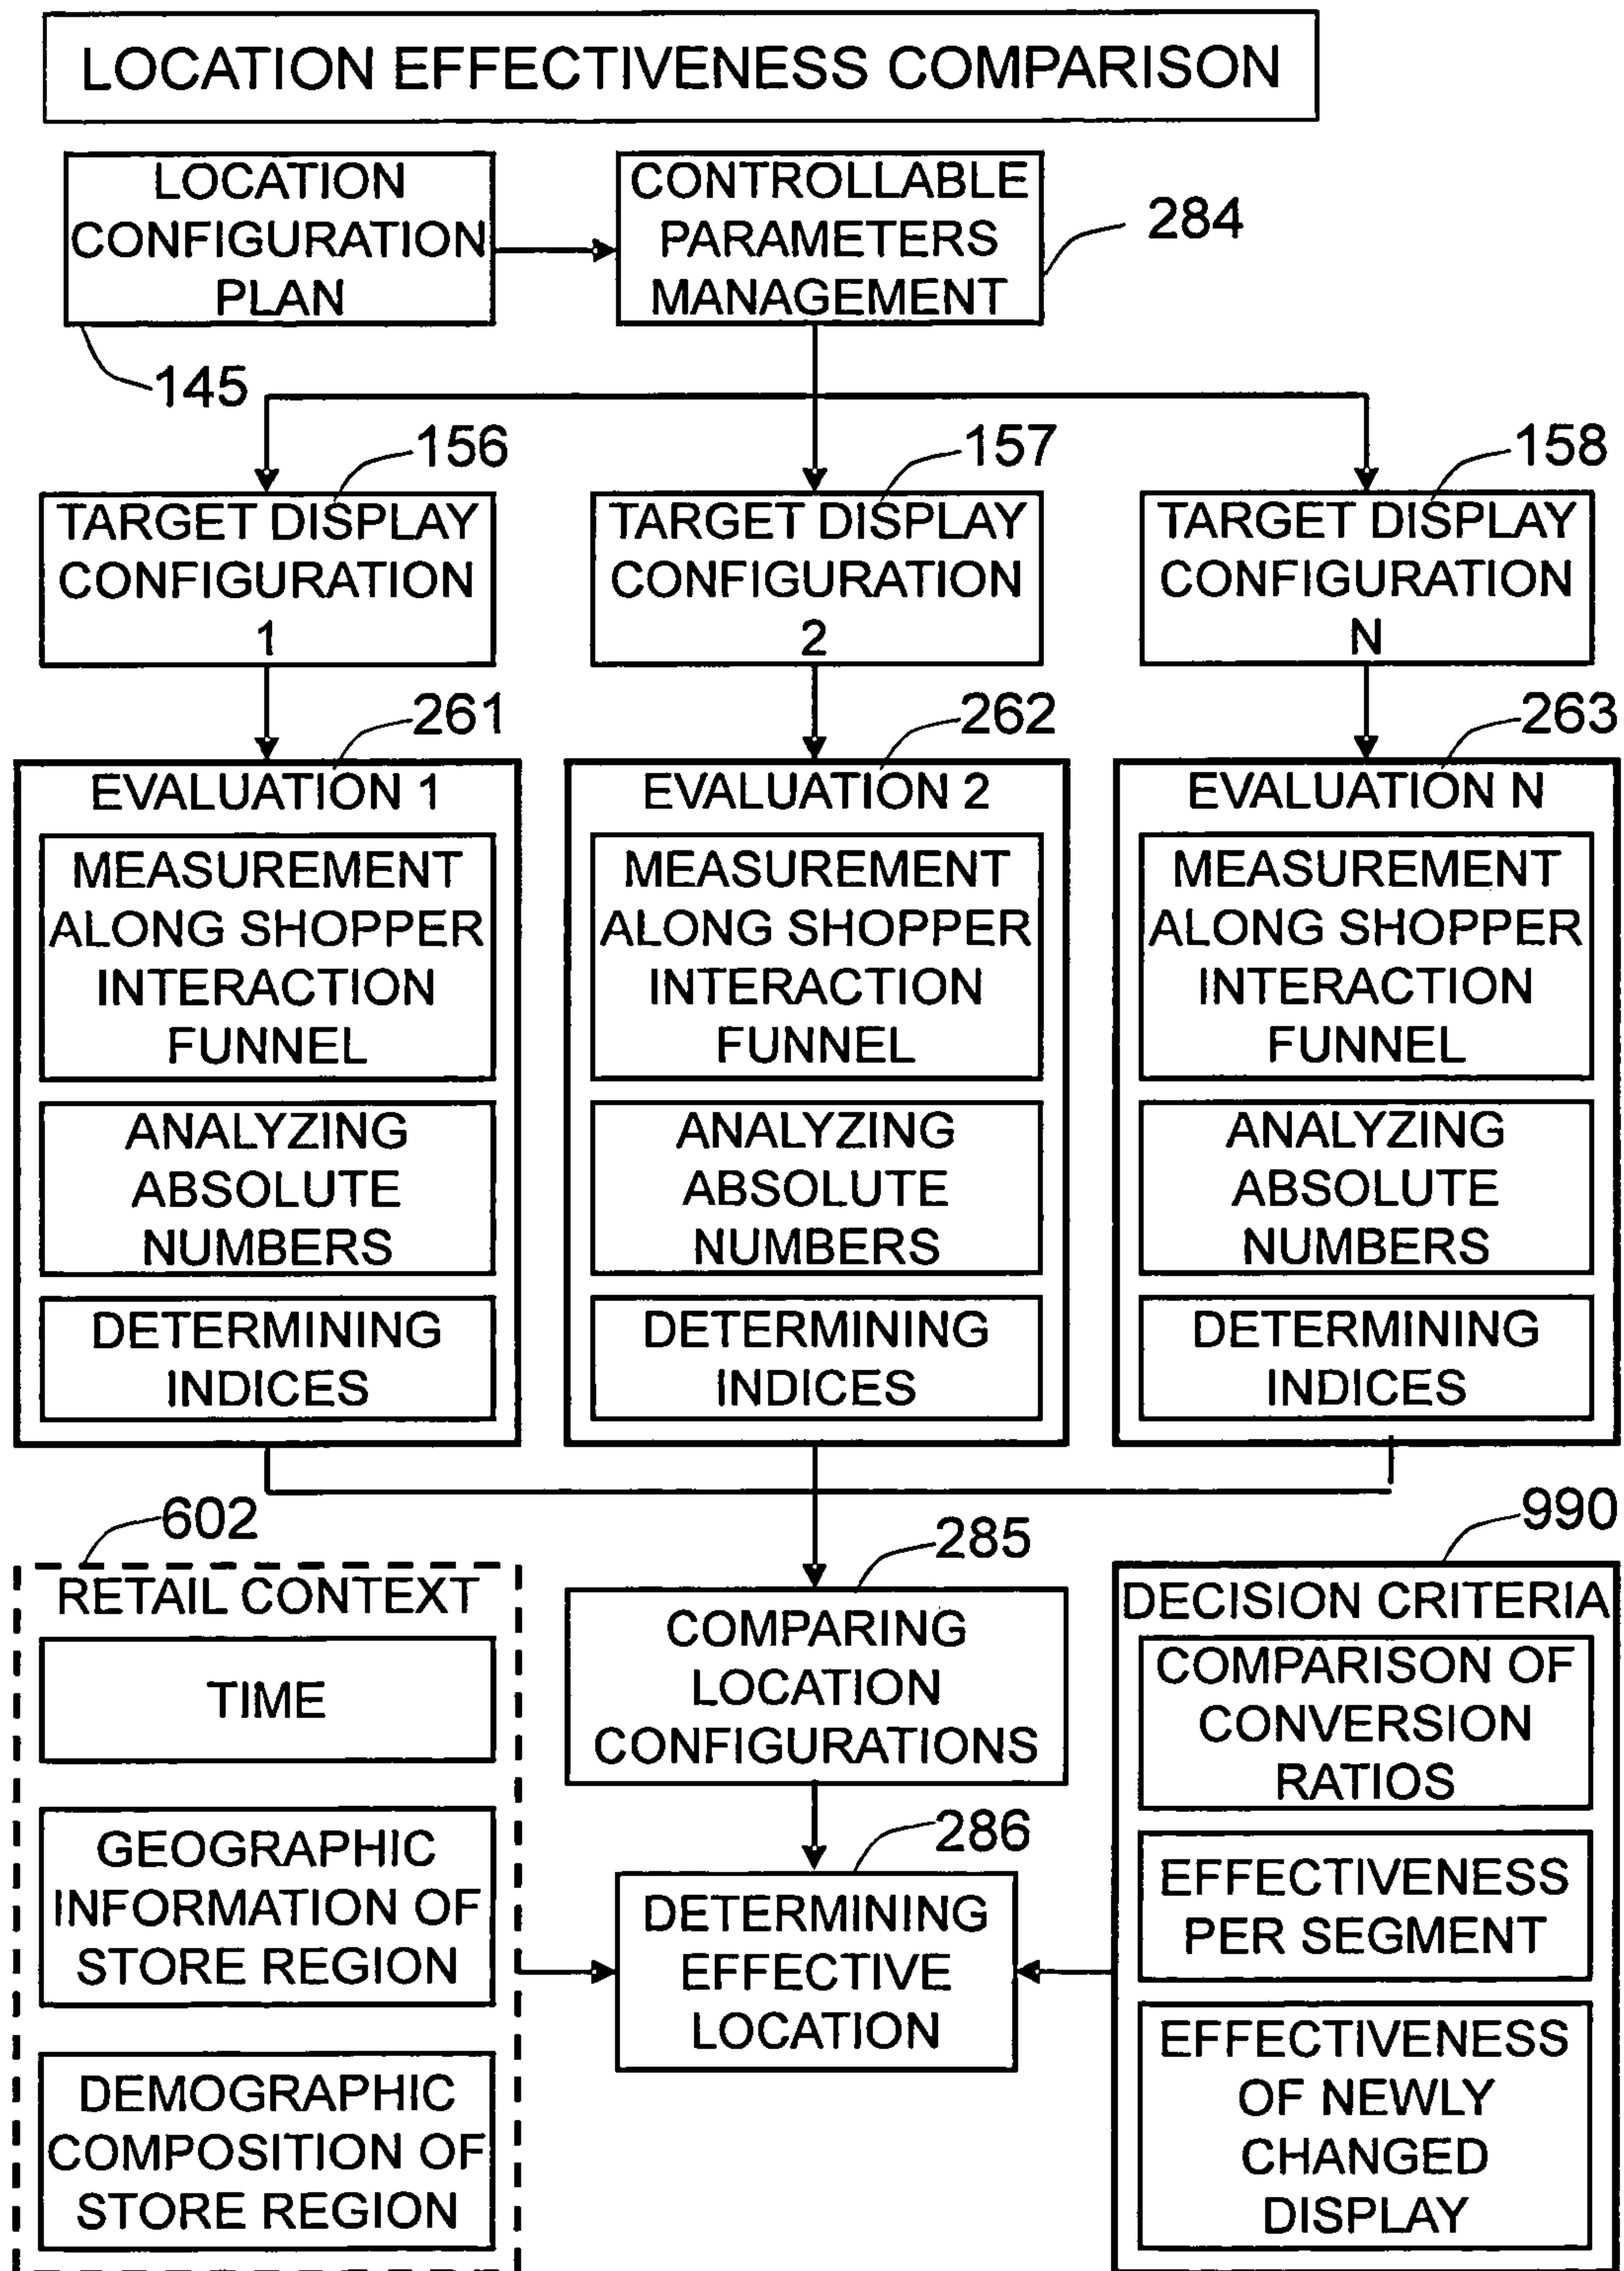 LOCATION EFFECTIVENESS COMPARISON
LOCATION
CONFIGURATION
PLAN
CONTROLLABLE
PARAMETERS
MANAGEMENT
284
145
156
157
158
TARGET DISPLAY
CONFIGURATION
1
TARGET DISPLAY
CONFIGURATION
2
TARGET DISPLAY
CONFIGURATION
N
261
262
263
EVALUATION 1
MEASUREMENT
ALONG SHOPPER
INTERACTION
FUNNEL
ANALYZING
ABSOLUTE
NUMBERS
DETERMINING
INDICES
EVALUATION 2
MEASUREMENT
ALONG SHOPPER
INTERACTION
FUNNEL
ANALYZING
ABSOLUTE
NUMBERS
DETERMINING
INDICES
EVALUATION N
MEASUREMENT
ALONG SHOPPER
INTERACTION
FUNNEL
ANALYZING
ABSOLUTE
NUMBERS
DETERMINING
INDICES
602
RETAIL CONTEXT
TIME
GEOGRAPHIC
INFORMATION OF
STORE REGION
DEMOGRAPHIC
COMPOSITION OF
STORE REGION
285
COMPARING
LOCATION
CONFIGURATIONS
286
DETERMINING
EFFECTIVE
LOCATION
990
DECISION CRITERIA
COMPARISON OF
CONVERSION
RATIOS
EFFECTIVENESS
PER SEGMENT
EFFECTIVENESS
OF NEWLY
CHANGED
DISPLAY